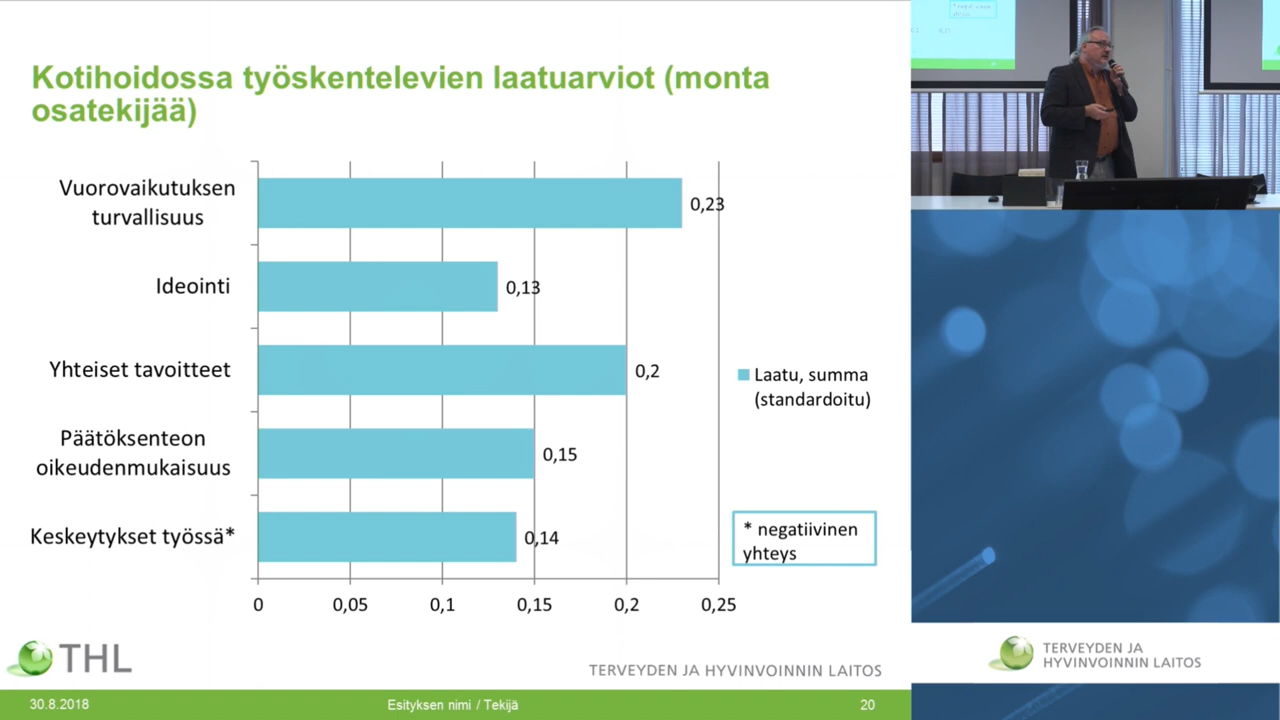 Kotihoidossa työskentelevien laatuarviot (monta
osatekijää)
Vuorovaikutuksen
turvallisuus
0,23
Ideointi
0,13
Yhteiset tavoitteet
0,2
Päätöksenteon
oikeudenmukaisuus
0,15
Keskeytykset työssä*
0,14
0
0,05
0,1
0,15
0,2
0,25
Laatu, summa
(standardoitu)
* negatiivinen
yhteys
THL
TERVEYDEN JA HYVINVOINNIN LAITOS
30.8.2018
Esityksen nimi / Tekijä
20
TERVEYDEN JA
HYVINVOINNIN LAITOS